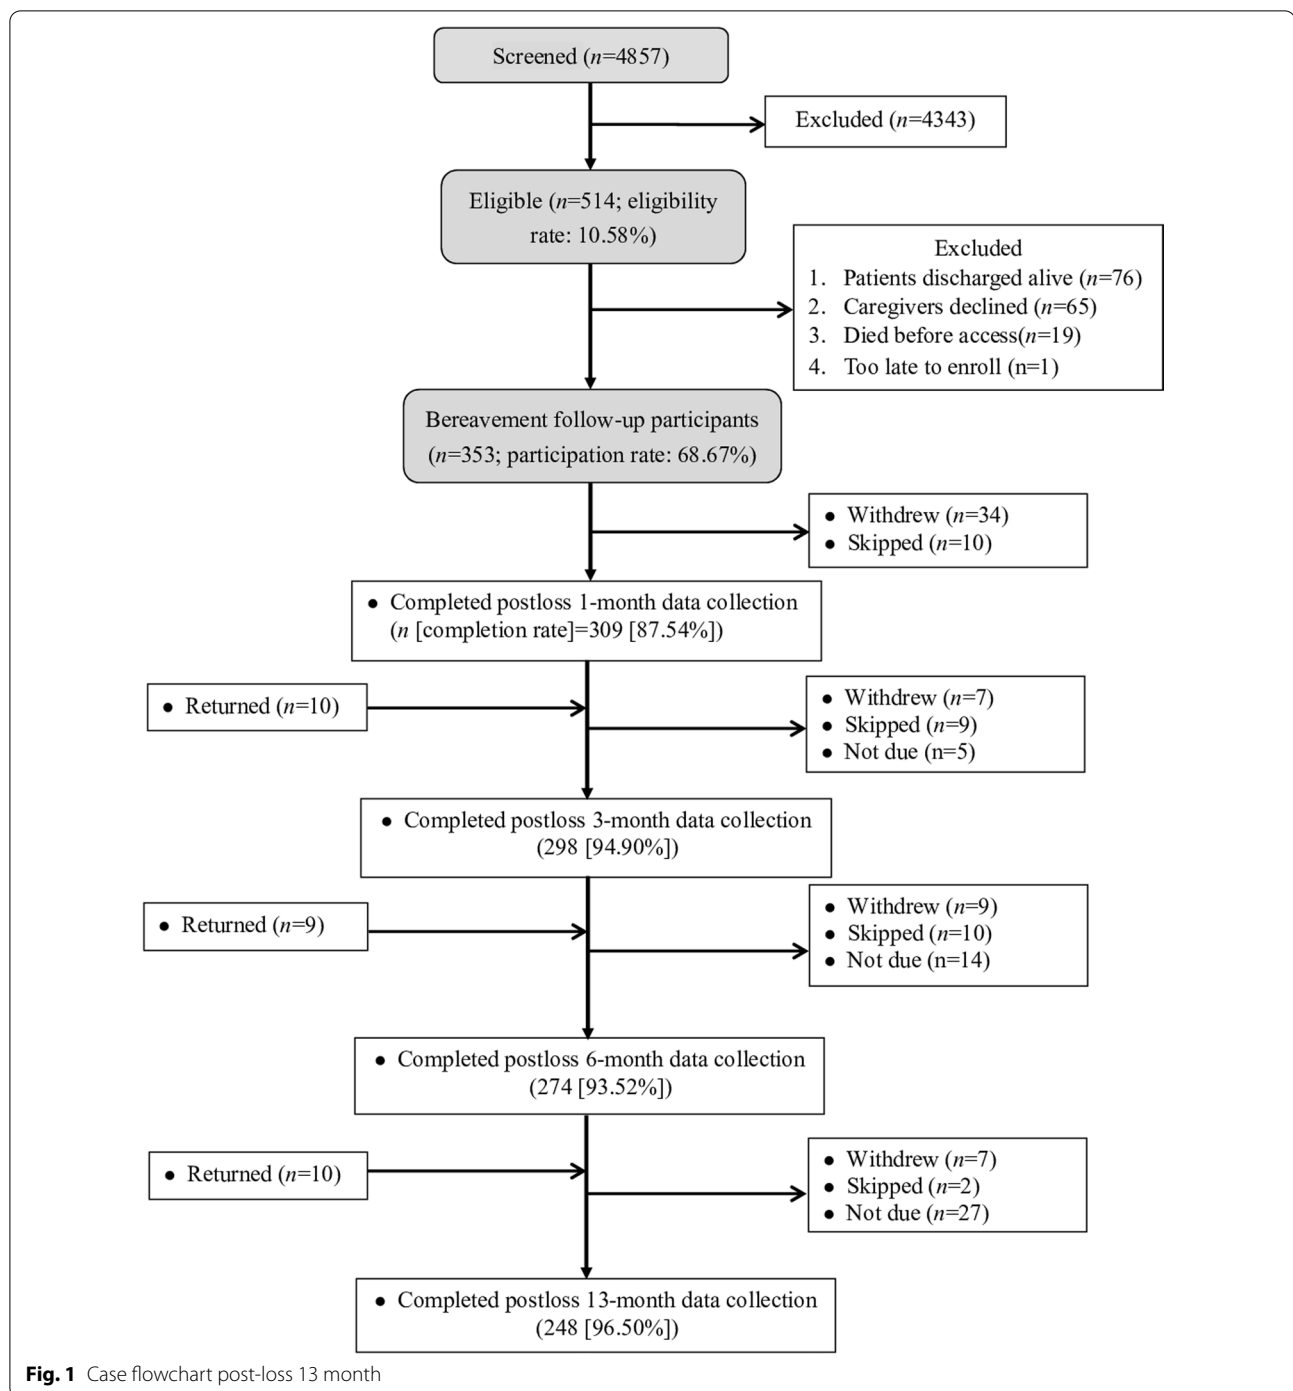 Screened (n=4857)
Excluded (n=4343)
Eligible (n=514; eligibility
rate: 10.58%)
Excluded
1. Patients discharged alive (n=76)
2. Caregivers declined (n=65)
3. Died before access(n=19)
4. Too late to enroll (n=1)
Bereavement follow-up participants
(n=353; participation rate: 68.67%)
● Withdrew (n=34)
● Skipped (n=10)
● Completed postloss 1-month data collection
(n [completion rate]=309 [87.54%])
● Returned (n=10)
● Withdrew (n=7)
● Skipped (n=9)
● Not due (n=5)
● Completed postloss 3-month data collection
(298 [94.90%])
● Returned (n=9)
● Withdrew (n=9)
● Skipped (n=10)
● Not due (n=14)
● Completed postloss 6-month data collection
(274 [93.52%])
● Returned (n=10)
● Withdrew (n=7)
● Skipped (n=2)
● Not due (n=27)
● Completed postloss 13-month data collection
(248 [96.50%])
Fig. 1 Case flowchart post-loss 13 month